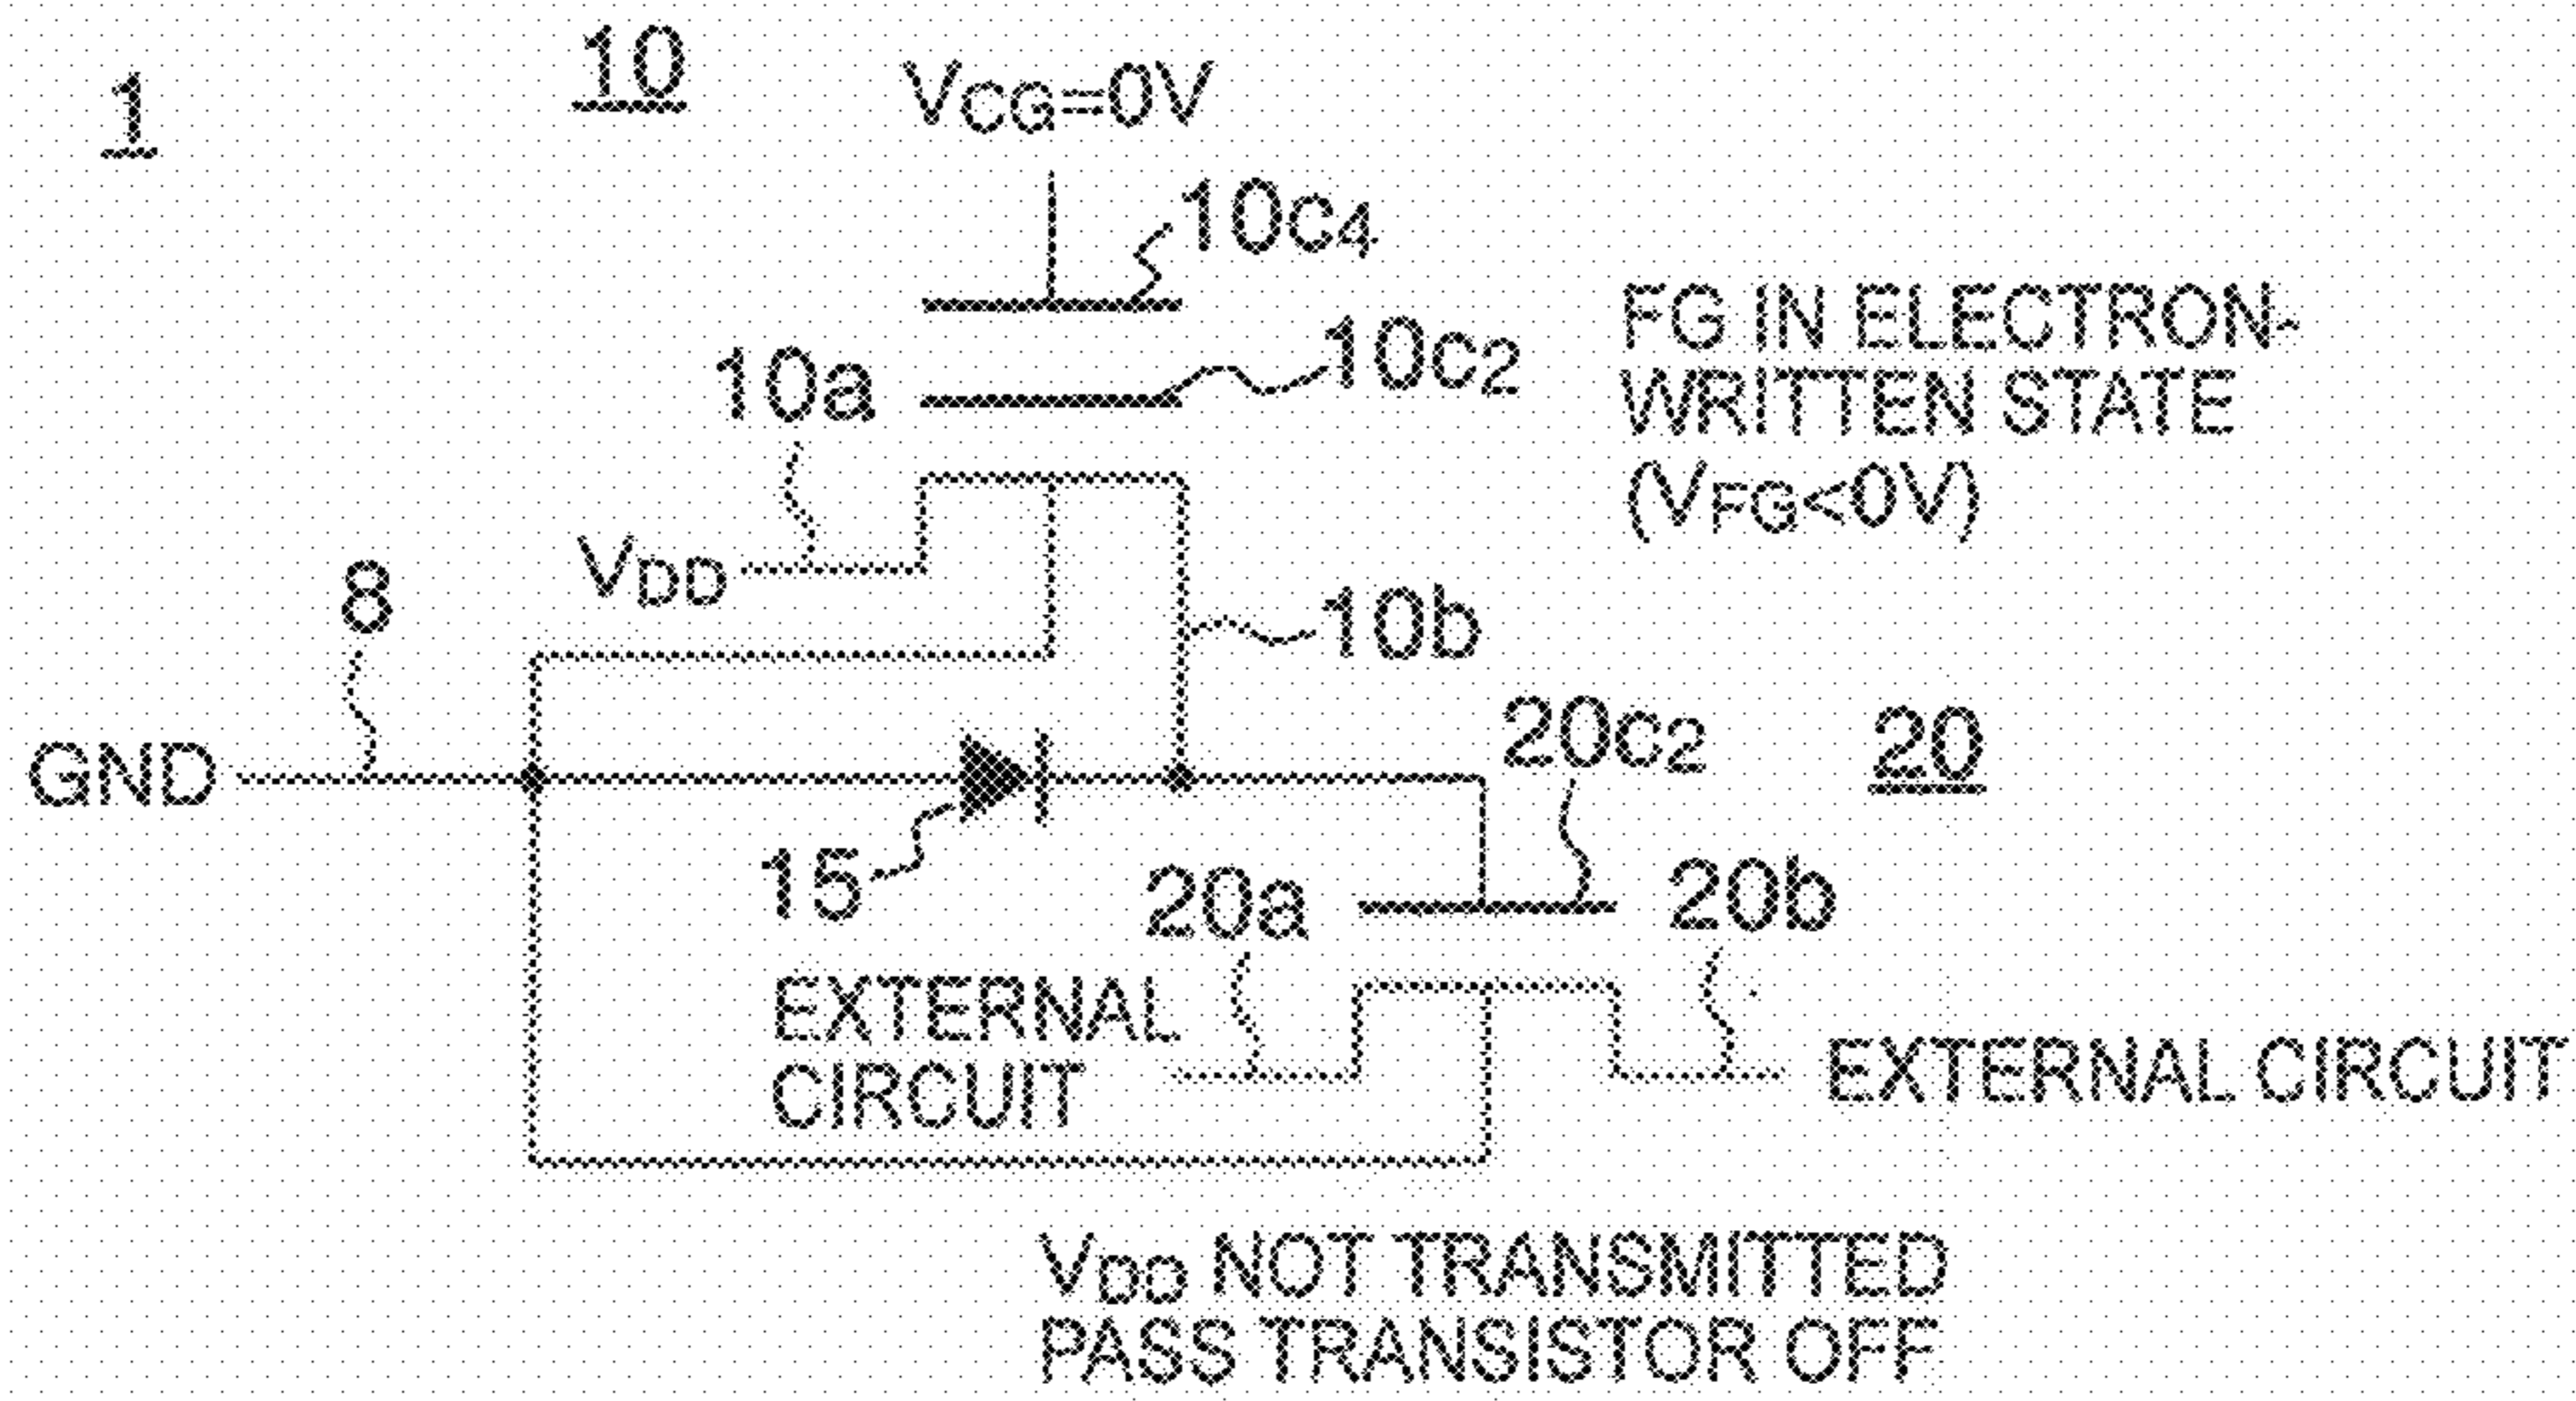 1
10
VCG=0V
10c4
10c2
10a
FG IN ELECTRON-
WRITTEN STATE
(VFG<0V)
VDD
8
10b
GND
20c2
20
15
20a
20b
EXTERNAL
CIRCUIT
EXTERNAL CIRCUIT
VDD NOT TRANSMITTED
PASS TRANSISTOR OFF